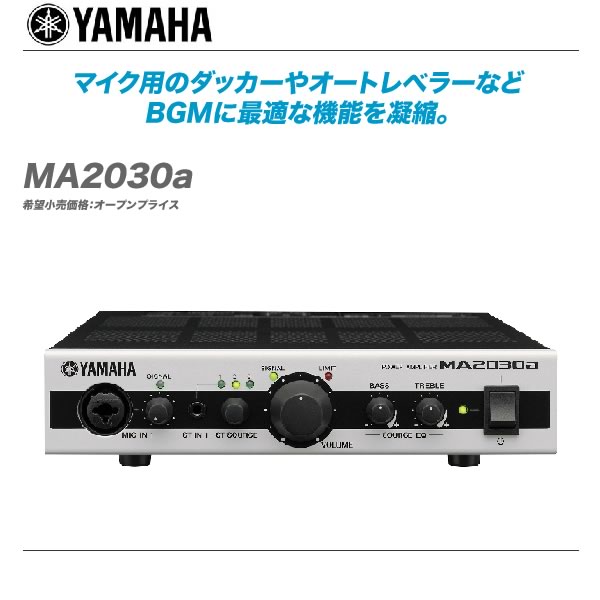 YAMAHA
マイク用のダッカーやオートレベラーなど
BGMに最適な機能を凝縮。
MA2030a
希望小売価格:オープンプライス
YAMAHA
SIGNAL
1 2 3
SIGNAL
LIMIT
POWER AMPLIFIER MA2030a
BASS
TREBLE
MIC IN 1
ST IN 1
ST SOURCE
VOLUME
SOURCE EQ